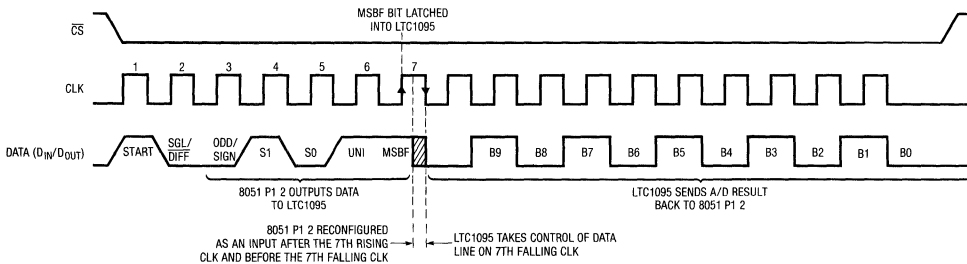 MSBF BIT LATCHED
INTO LTC1095
CS
1 2 3 4 5 6 7
CLK
DATA (DIN/DOUT)
START
SGL/
DIFF
ODD/
SIGN
S1
S0
UNI
MSBF
B9 B8 B7 B6 B5 B4 B3 B2 B1 B0
8051 P1 2 OUTPUTS DATA
TO LTC1095
LTC1095 SENDS A/D RESULT
BACK TO 8051 P1 2
8051 P1 2 RECONFIGURED
AS AN INPUT AFTER THE 7TH RISING
CLK AND BEFORE THE 7TH FALLING CLK
LTC1095 TAKES CONTROL OF DATA
LINE ON 7TH FALLING CLK